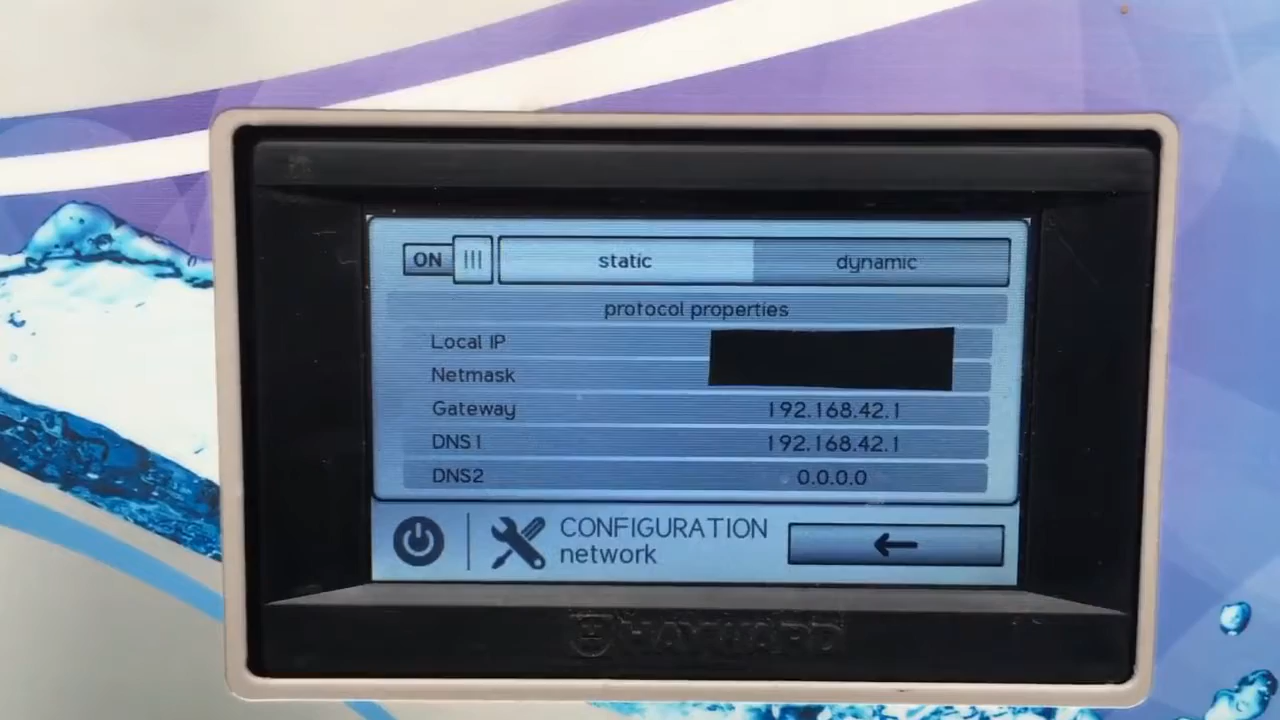 ON static dynamic
protocol properties
Local IP
Netmask
Gateway 192.168.42.1
DNS1 192.168.42.1
DNS2 0.0.0.0
CONFIGURATION
network
HAYWARD